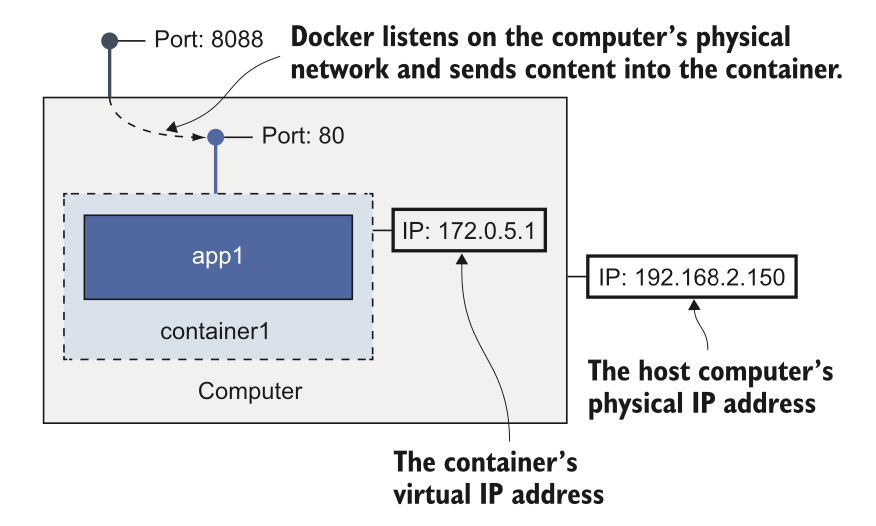 Port: 8088
Docker listens on the computer’s physical
network and sends content into the container.
Port: 80
IP: 172.0.5.1
app1
IP: 192.168.2.150
container1
The host computer’s
physical IP address
Computer
The container’s
virtual IP address